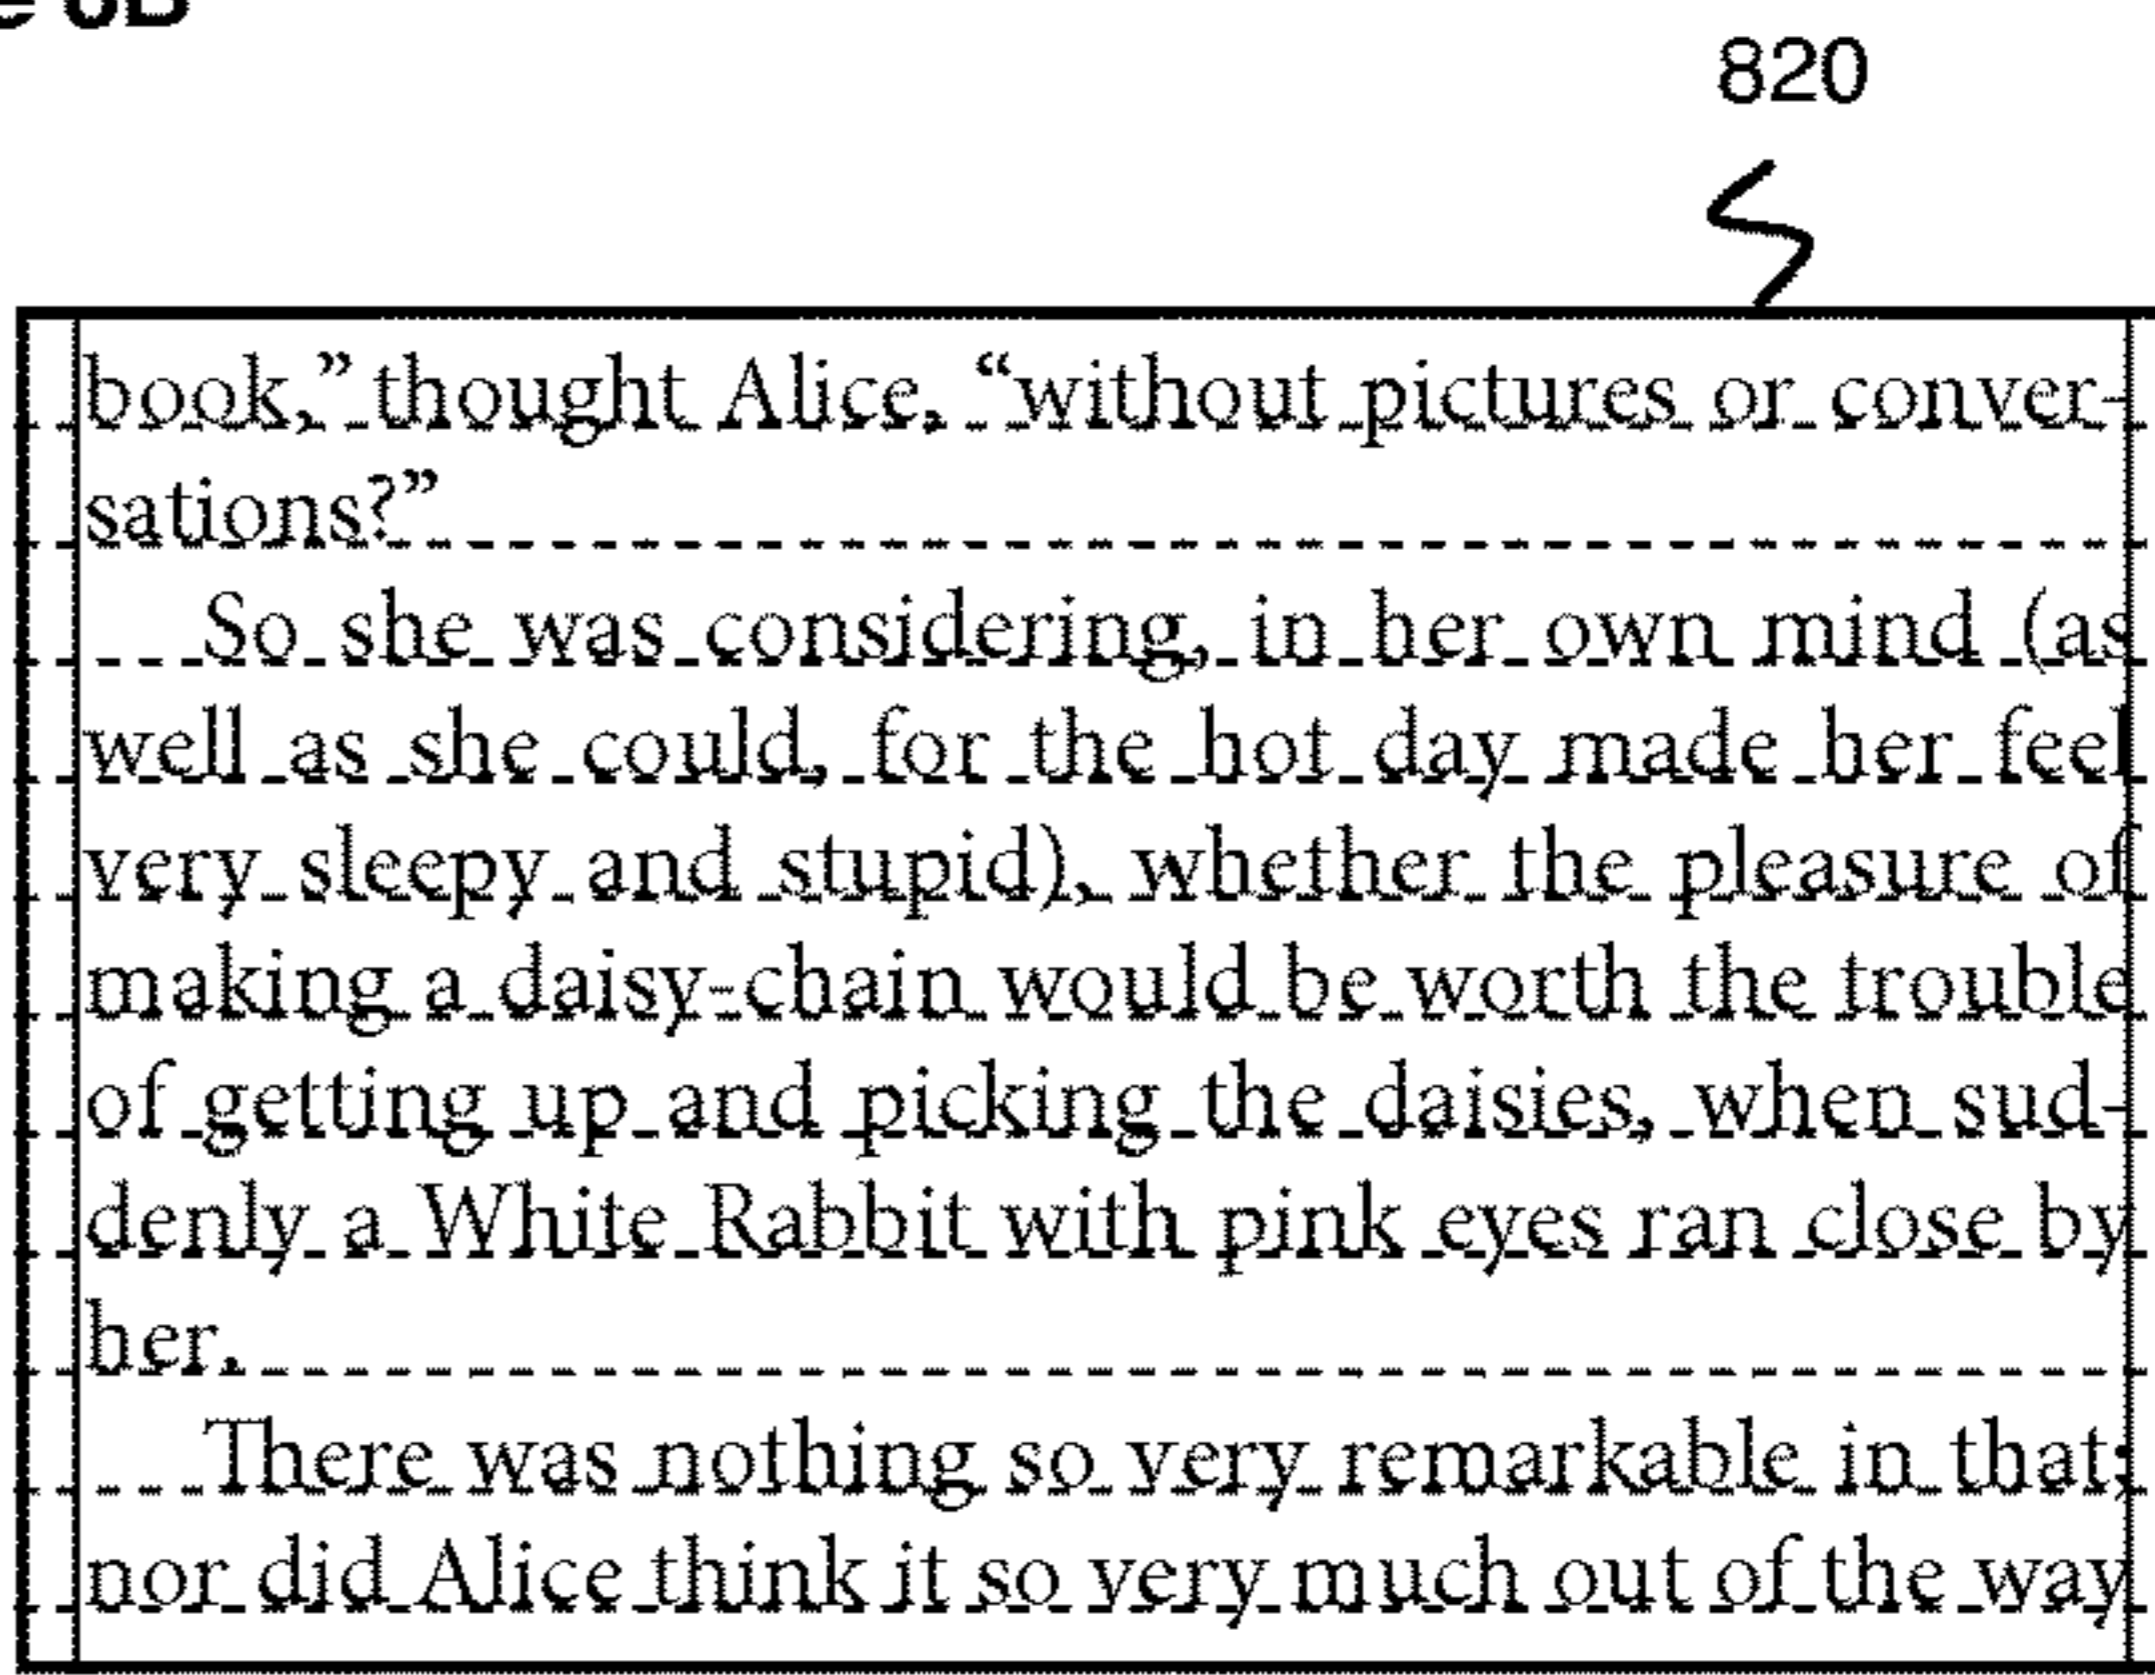 820
book,” thought Alice, “without pictures or conver-
sations?”
So she was considering, in her own mind (as
well as she could, for the hot day made her feel
very sleepy and stupid), whether the pleasure of
making a daisy-chain would be worth the trouble
of getting up and picking the daisies, when sud-
denly a White Rabbit with pink eyes ran close by
her.
There was nothing so very remarkable in that;
nor did Alice think it so very much out of the way